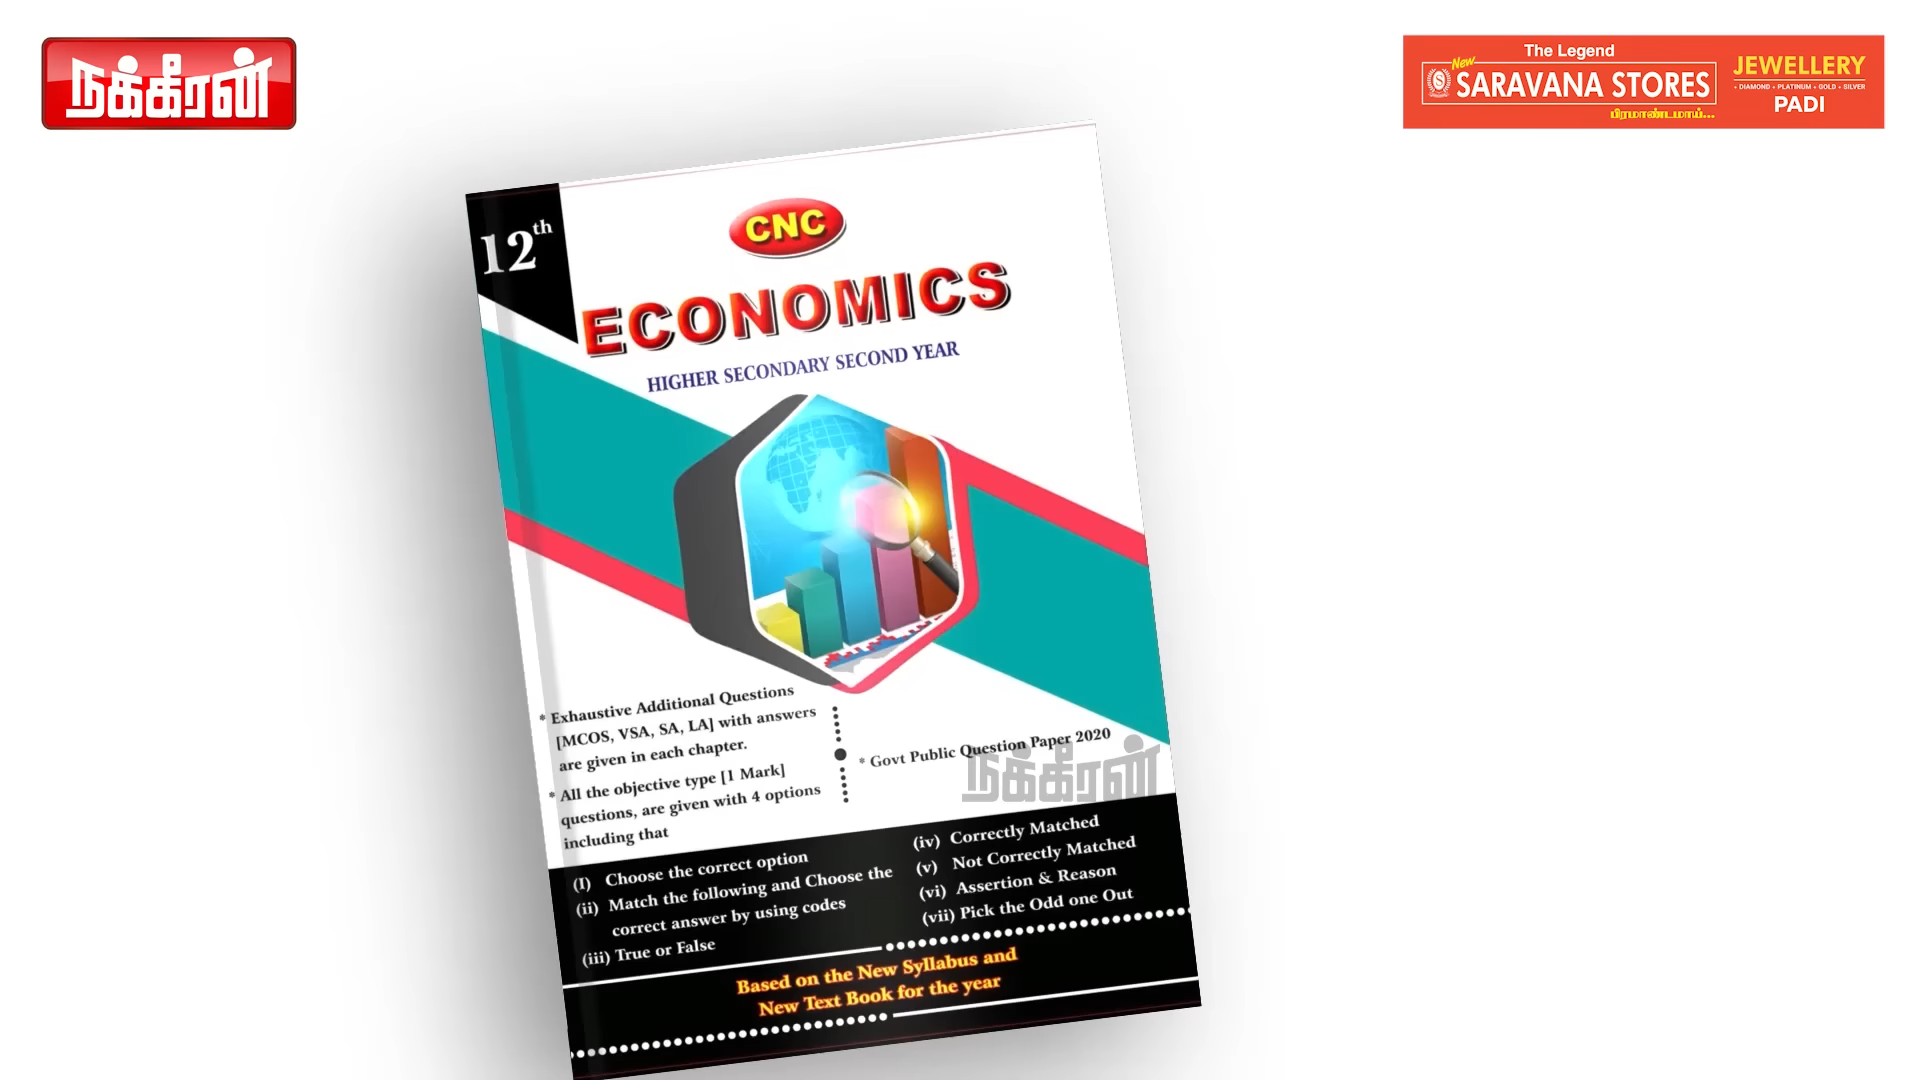 நக்கீரன்
The Legend
New
SARAVANA STORES
பிரமாண்டமாய்...
JEWELLERY
DIAMOND + PLATINUM + GOLD + SILVER
PADI
12th
CNC
ECONOMICS
HIGHER SECONDARY SECOND YEAR
* Exhaustive Additional Questions
[MCOS, VSA, SA, LA] with answers
are given in each chapter.
* All the objective type [1 Mark]
questions, are given with 4 options
including that
* Govt Public Question Paper 2020
நக்கீரன்
(I) Choose the correct option
(ii) Match the following and Choose the
correct answer by using codes
(iii) True or False
(iv) Correctly Matched
(v) Not Correctly Matched
(vi) Assertion & Reason
(vii) Pick the Odd one Out
Based on the New Syllabus and
New Text Book for the year